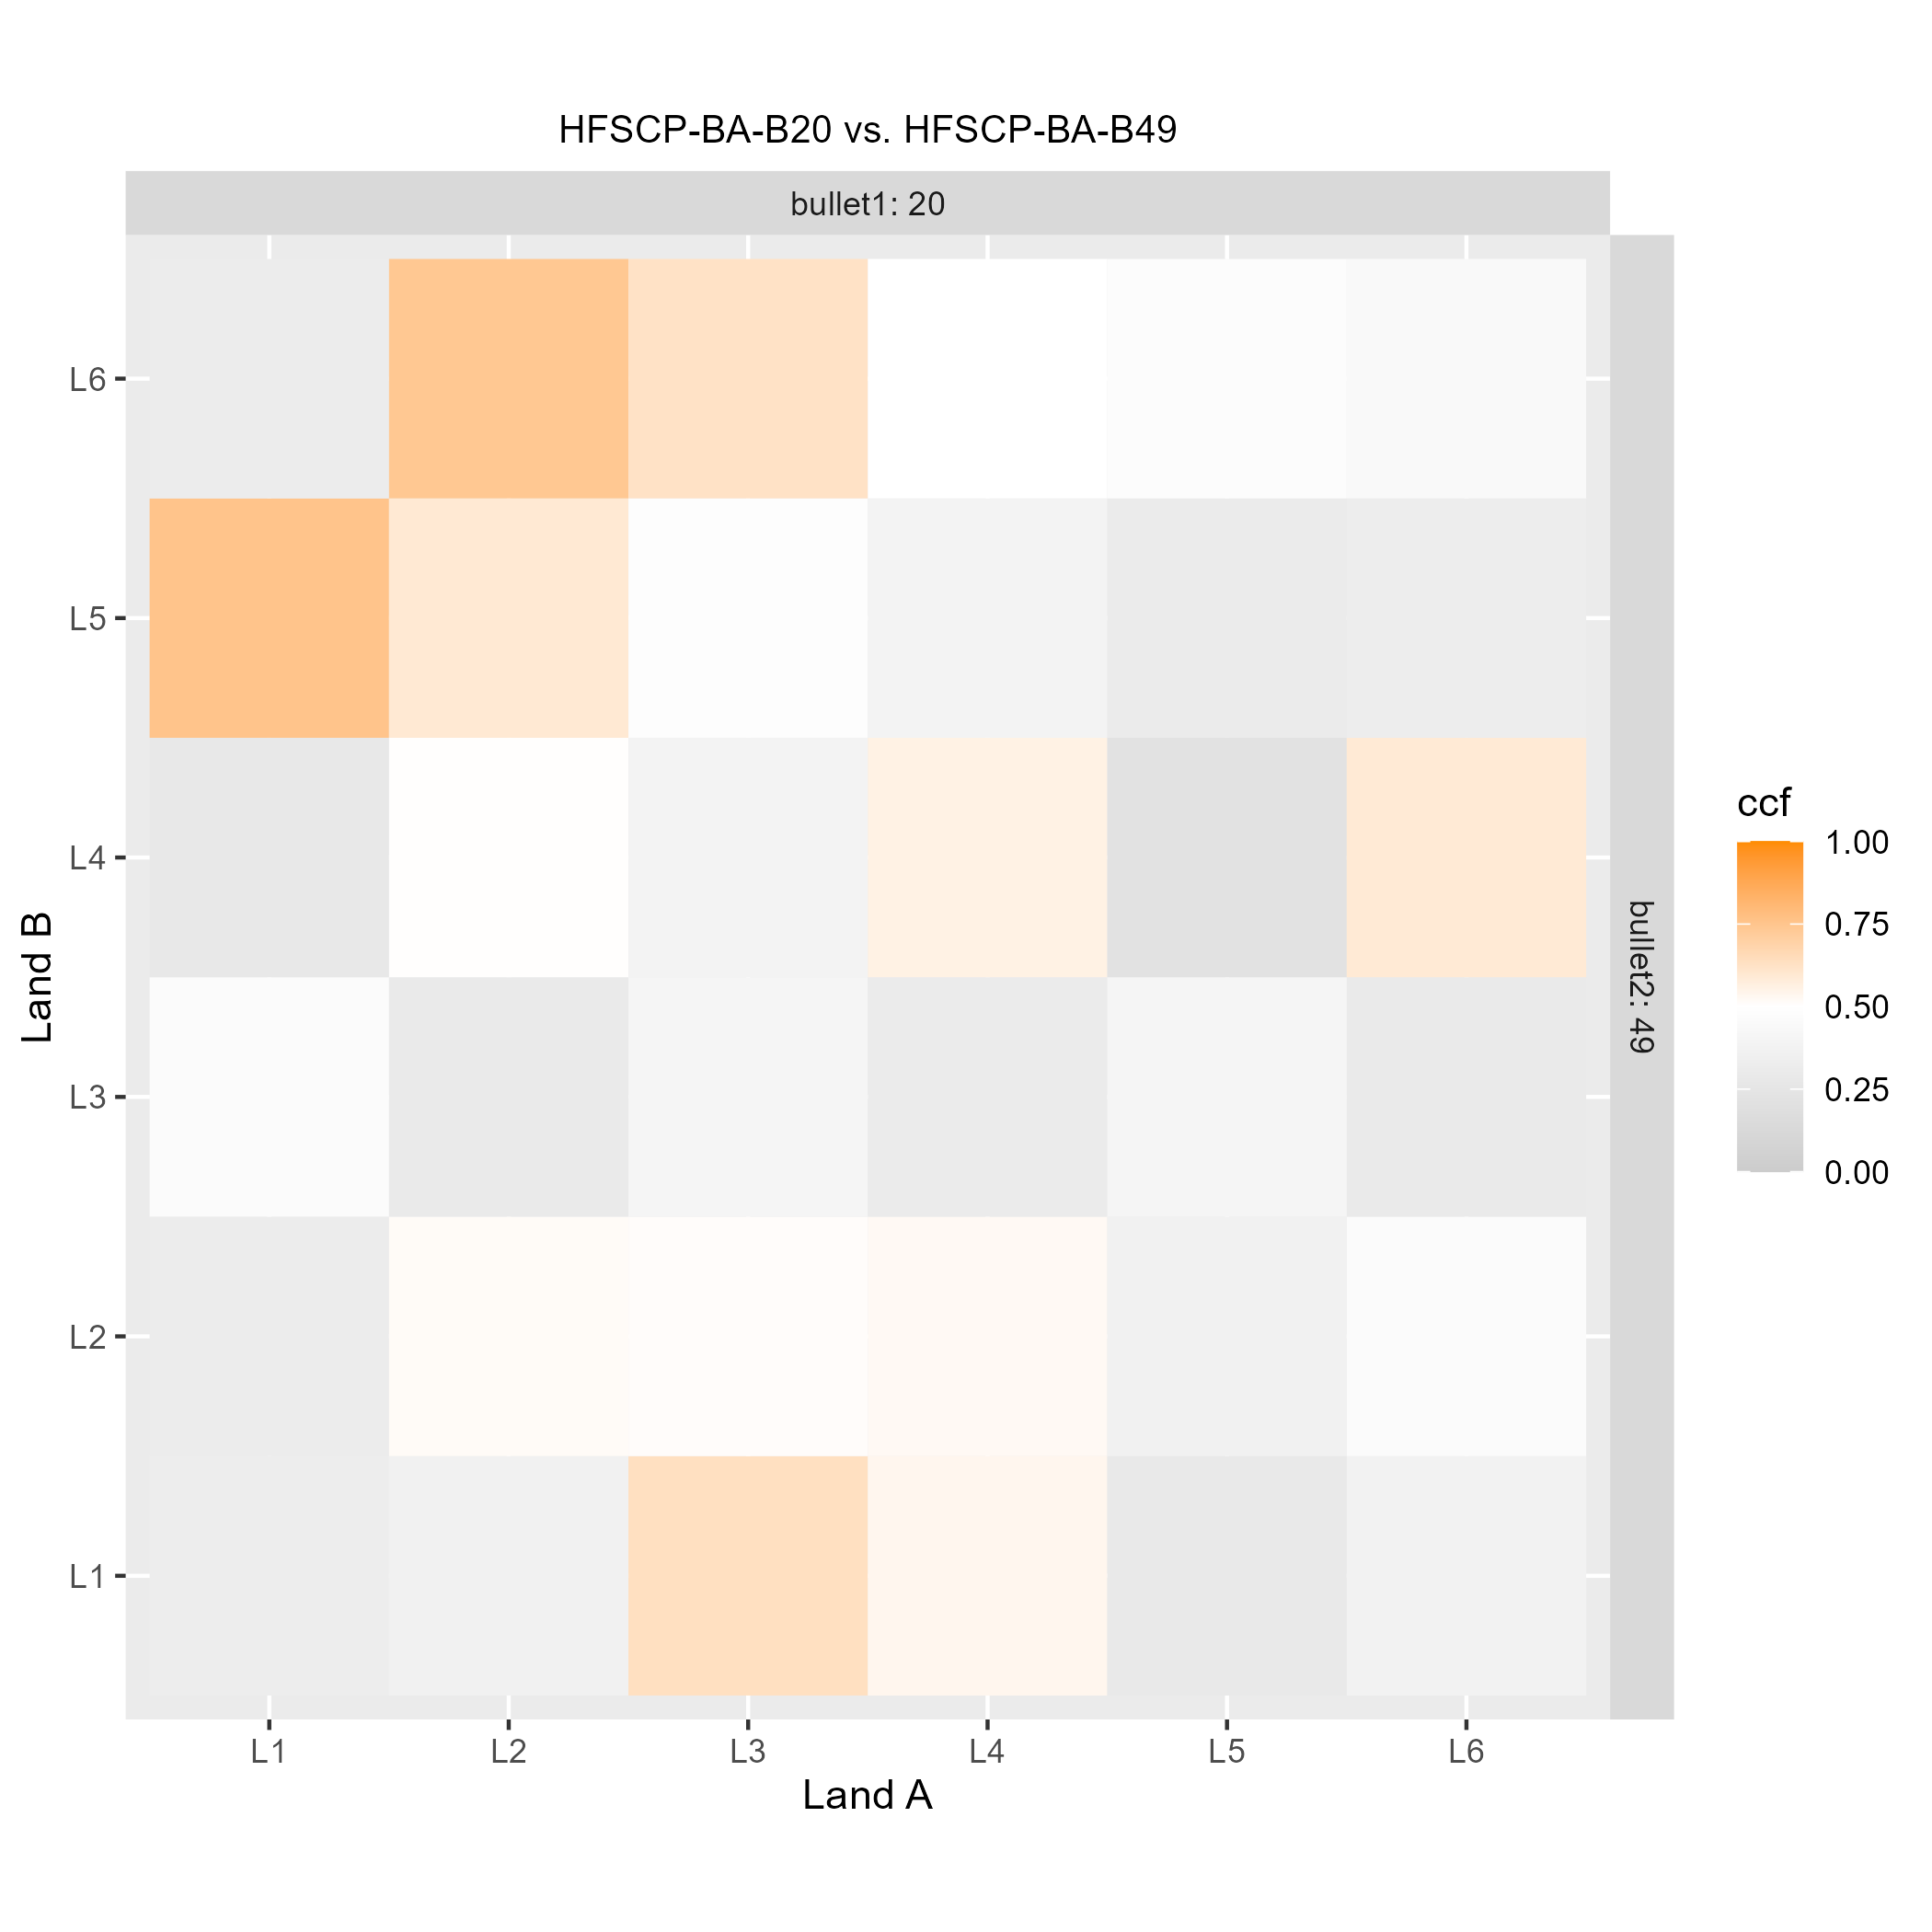 HFSCP-BA-B20 vs. HFSCP-BA-B49
bullet1: 20
L6
L5
L4
L3
L2
L1
Land B
bullet2: 49
ccf
1.00
0.75
0.50
0.25
0.00
L1
L2
L3
L4
L5
L6
Land A